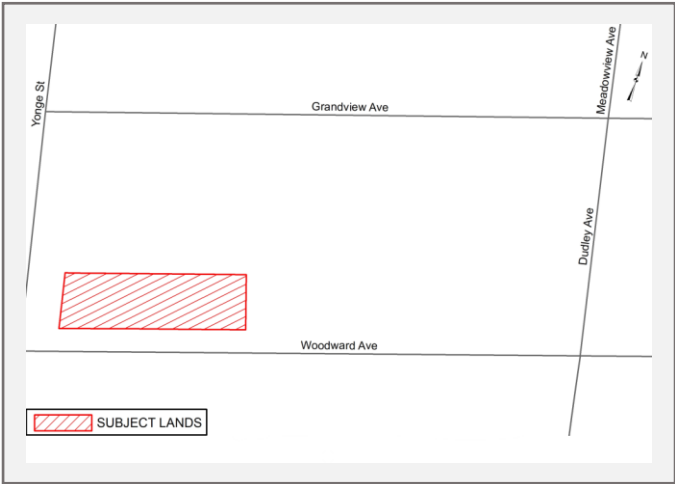 Meadowview Ave
N
Yonge St
Grandview Ave
Dudley Ave
Woodward Ave
SUBJECT LANDS